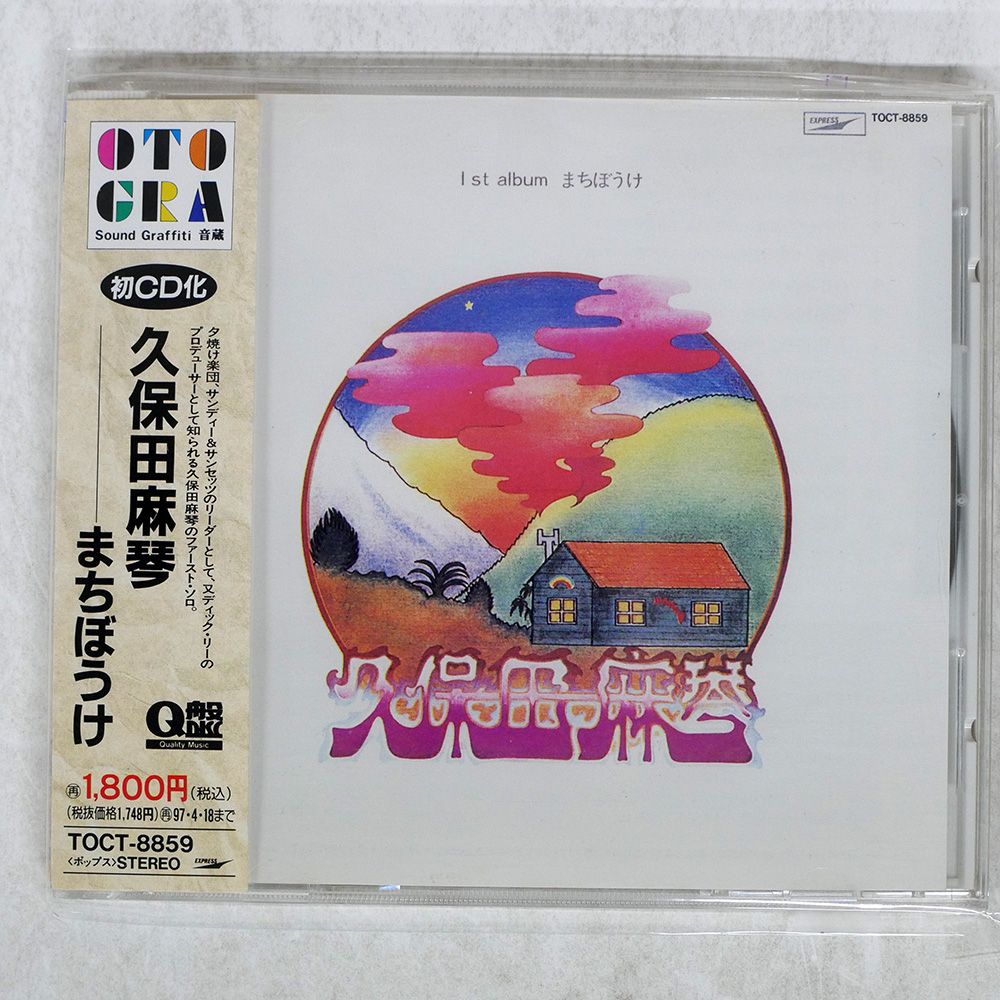 OTO
GRA
Sound Graffiti 音蔵
初CD化
久保田麻琴
まちぼうけ
夕焼け楽団、サンディー&サンセッツのリーダーとして、又ディック・リーの
プロデューサーとして知られる久保田麻琴のファースト・ソロ。
Q盤
Quality Music
再1,800円(税込)
(税抜価格1,748円)再97・4・18まで
TOCT-8859
〈ポップス〉STEREO EXPRESS
EXPRESS TOCT-8859
1st album まちぼうけ
久保田麻琴